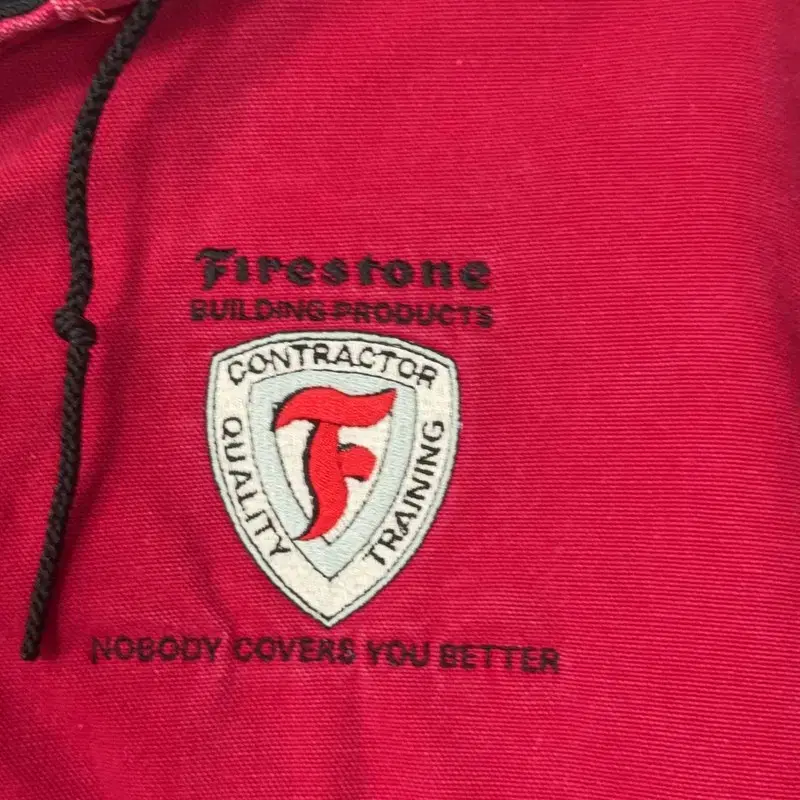 Firestone
BUILDING PRODUCTS
CONTRACTOR
QUALITY
F
TRAINING
NOBODY COVERS YOU BETTER